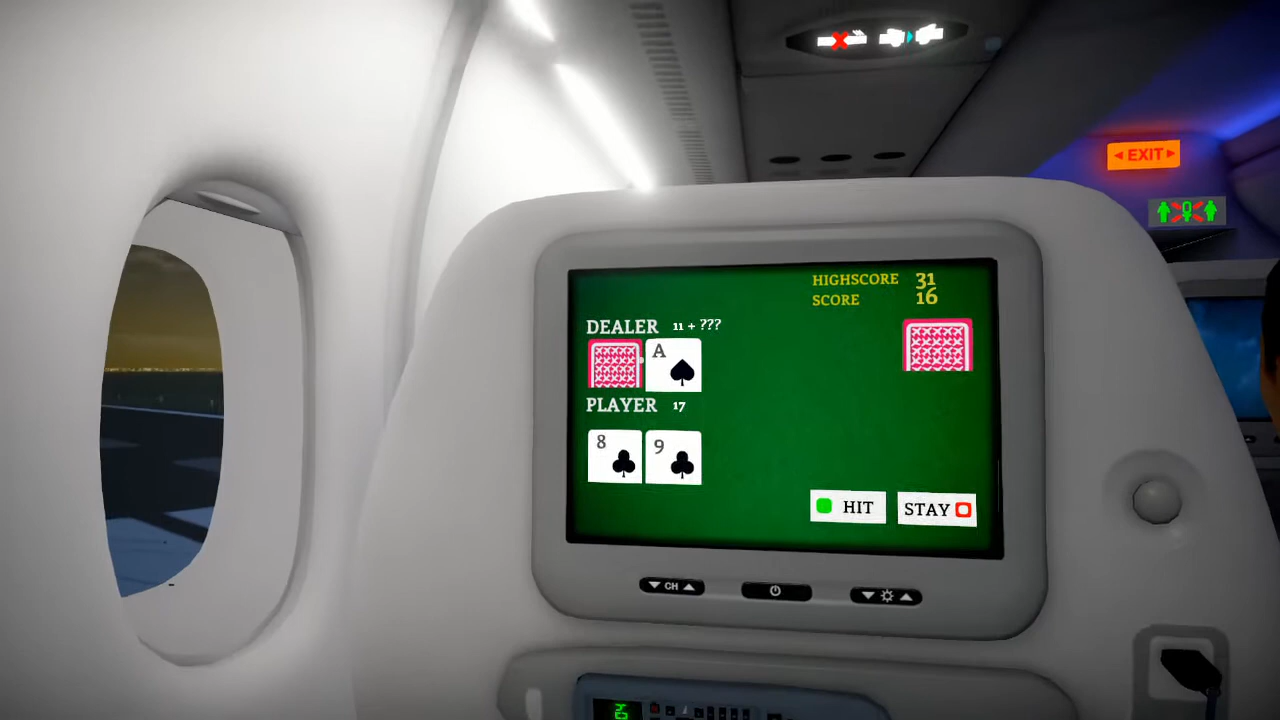 EXIT
HIGHSCORE 31
SCORE 16
DEALER 11 + ???
A
PLAYER 17
8 9
HIT STAY
CH